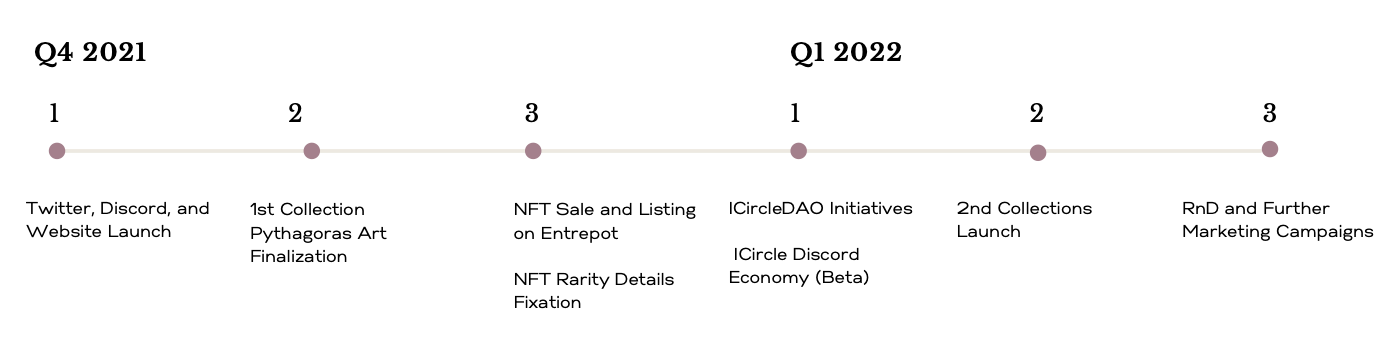 Q4 2021
Q1 2022
1
2
3
1
2
3
Twitter, Discord, and
Website Launch
1st Collection
Pythagoras Art
Finalization
NFT Sale and Listing
on Entrepot
NFT Rarity Details
Fixation
ICircleDAO Initiatives
ICircle Discord
Economy (Beta)
2nd Collections
Launch
RnD and Further
Marketing Campaigns